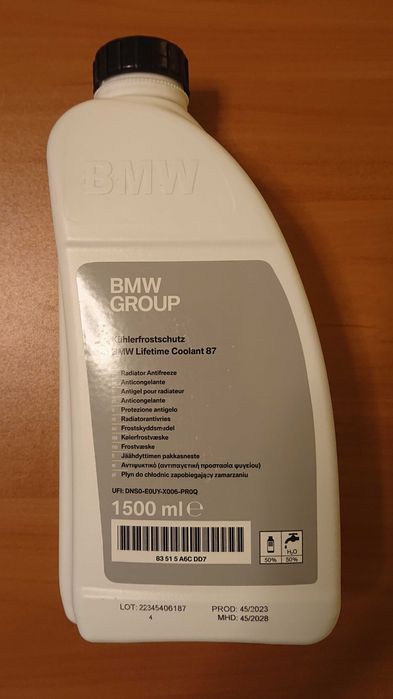 BMW
BMW
GROUP
Kühlerfrostschutz
BMW Lifetime Coolant 87
Radiator Antifreeze
Anticongelante
Antigel pour radiateur
Anticongelante
Protezione antigelo
Radiatorantivries
Frostskyddsmedel
Kølerfrostvæske
Frostvæske
Jäähdyttimen pakkasneste
Αντιψυκτικό (αντιπαγετική προστασία ψυγείου)
Płyn do chłodnic zapobiegający zamarzaniu
UFI: DNS0-E0UY-X006-PR0Q
1500 ml ℮
83 51 5 A6C DD7
H₂O
50% 50%
LOT: 22345406187 PROD: 45/2023
4 MHD: 45/2028